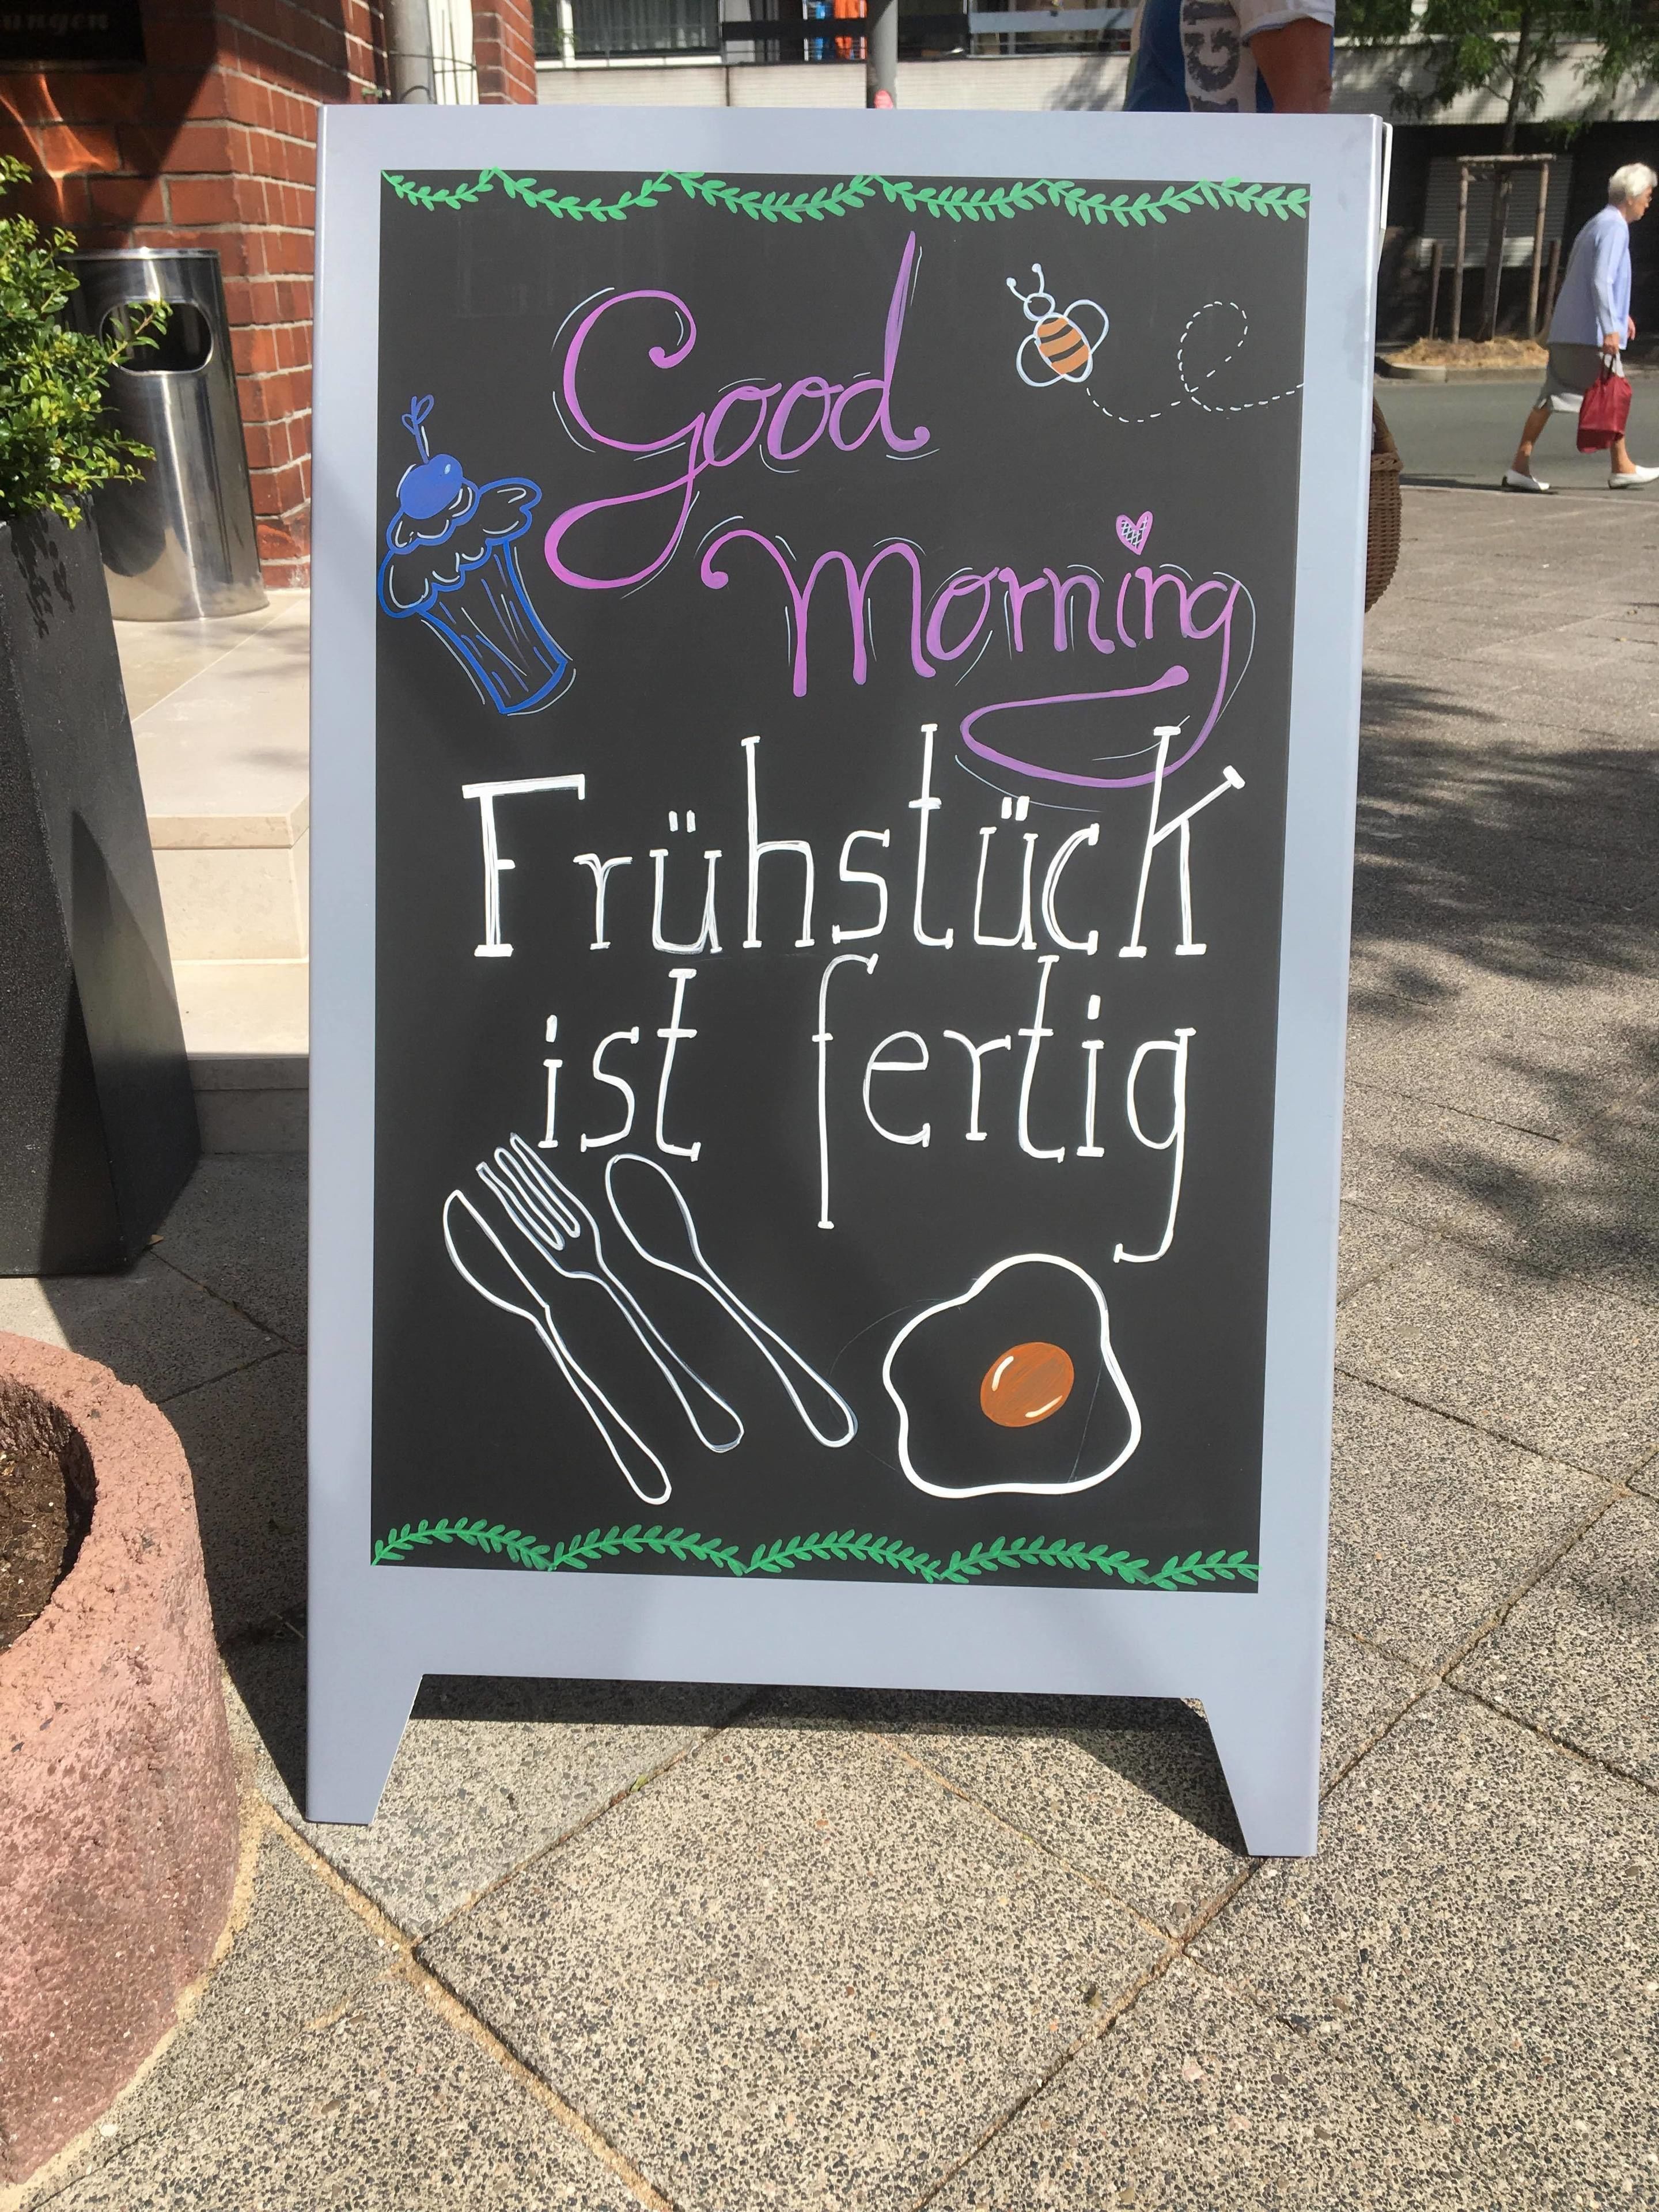 Good
Morning
Frühstück
ist fertig